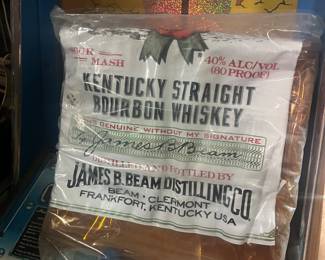 SOUR MASH
40% ALC/VOL
(80 PROOF)
KENTUCKY STRAIGHT
BOURBON WHISKEY
GENUINE WITHOUT MY SIGNATURE
James B. Beam
DISTILLED AND BOTTLED BY
JAMES B. BEAM DISTILLING CO.
BEAM · CLERMONT
FRANKFORT, KENTUCKY USA